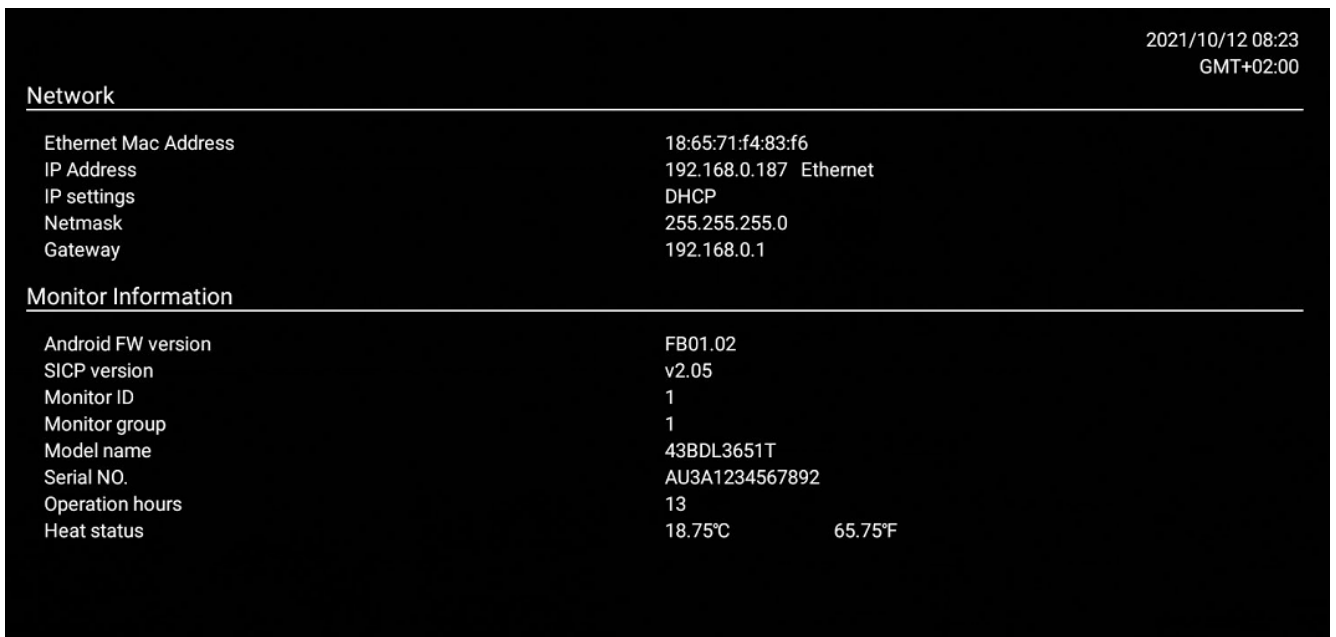 2021/10/12 08:23
GMT+02:00
Network
Ethernet Mac Address 18:65:71:f4:83:f6
IP Address 192.168.0.187 Ethernet
IP settings DHCP
Netmask 255.255.255.0
Gateway 192.168.0.1
Monitor Information
Android FW version FB01.02
SICP version v2.05
Monitor ID 1
Monitor group 1
Model name 43BDL3651T
Serial NO. AU3A1234567892
Operation hours 13
Heat status 18.75℃ 65.75℉